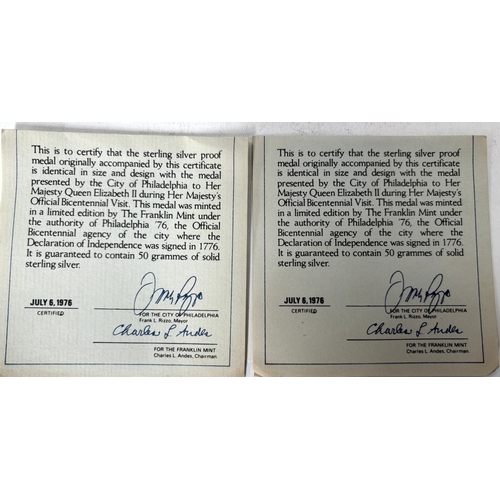 This is to certify that the sterling silver proof
medal originally accompanied by this certificate
is identical in size and design with the medal
presented by the City of Philadelphia to Her
Majesty Queen Elizabeth II during Her Majesty's
Official Bicentennial Visit. This medal was minted
in a limited edition by The Franklin Mint under
the authority of Philadelphia '76, the Official
Bicentennial agency of the city where the
Declaration of Independence was signed in 1776.
It is guaranteed to contain 50 grammes of solid
sterling silver.
JULY 6, 1976
CERTIFIED
FOR THE CITY OF PHILADELPHIA
Frank L. Rizzo, Mayor
Charles L Andes
FOR THE FRANKLIN MINT
Charles L. Andes, Chairman
This is to certify that the sterling silver proof
medal originally accompanied by this certificate
is identical in size and design with the medal
presented by the City of Philadelphia to Her
Majesty Queen Elizabeth II during Her Majesty's
Official Bicentennial Visit. This medal was minted
in a limited edition by The Franklin Mint under
the authority of Philadelphia '76, the Official
Bicentennial agency of the city where the
Declaration of Independence was signed in 1776.
It is guaranteed to contain 50 grammes of solid
sterling silver.
JULY 6, 1976
CERTIFIED
FOR THE CITY OF PHILADELPHIA
Frank L. Rizzo, Mayor
Charles L Andes
FOR THE FRANKLIN MINT
Charles L. Andes, Chairman